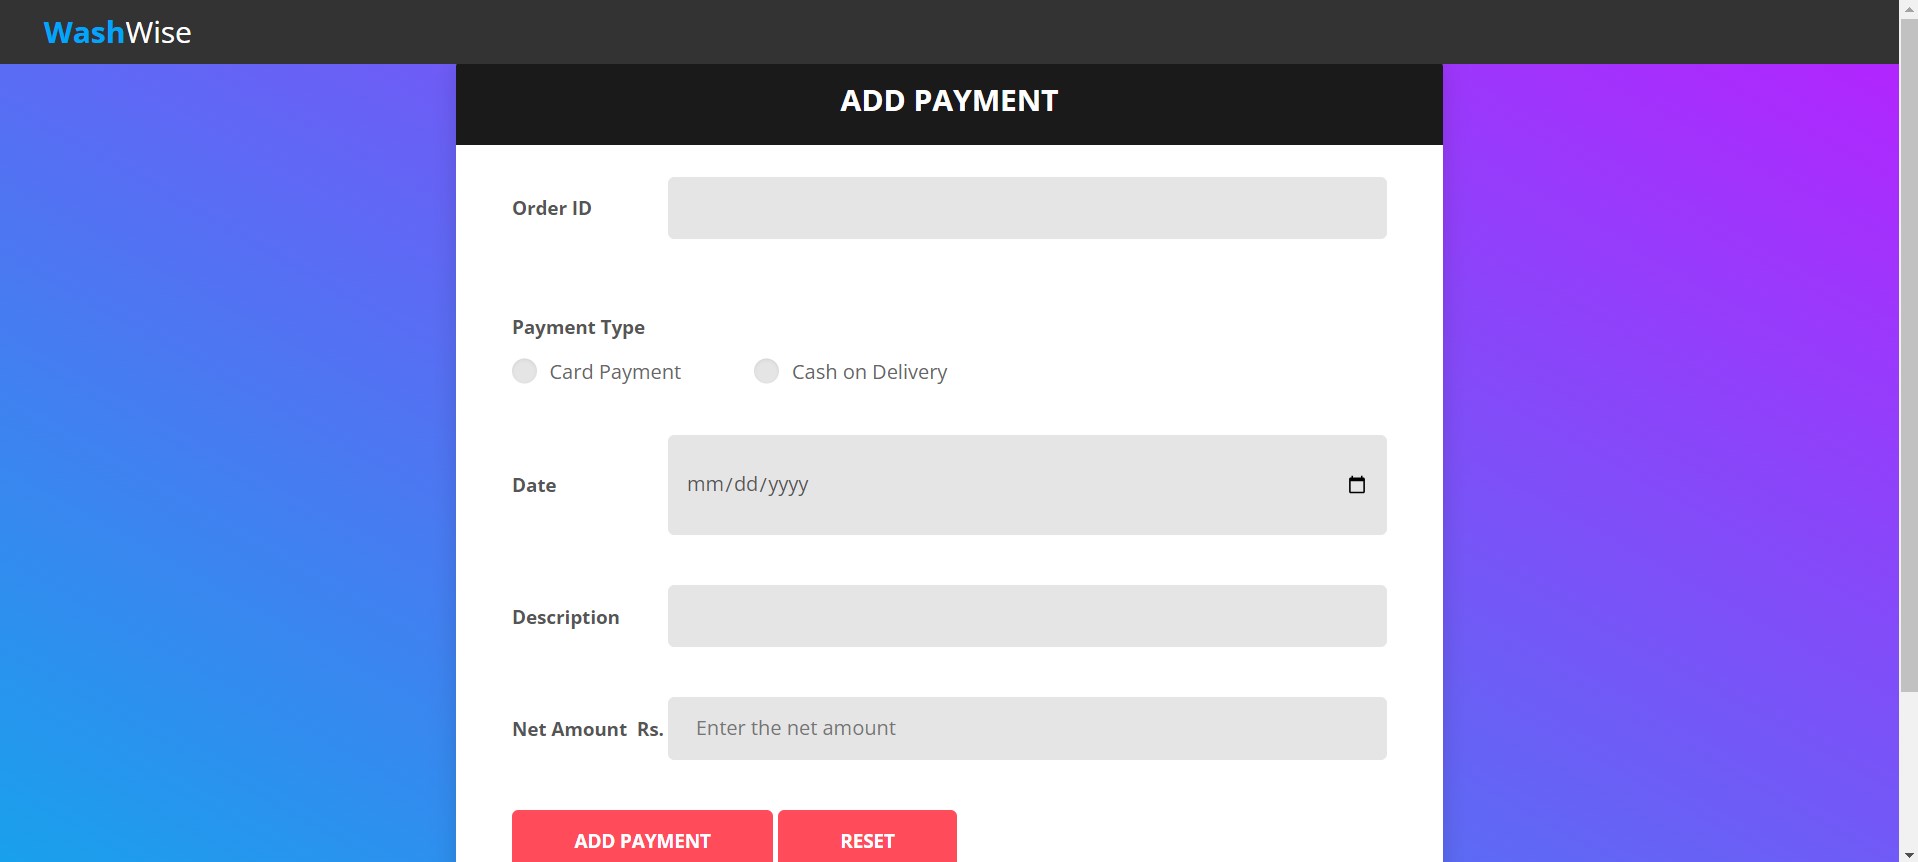 WashWise
ADD PAYMENT
Order ID
Payment Type
Card Payment
Cash on Delivery
Date
mm/dd/yyyy
Description
Net Amount Rs.
Enter the net amount
ADD PAYMENT
RESET